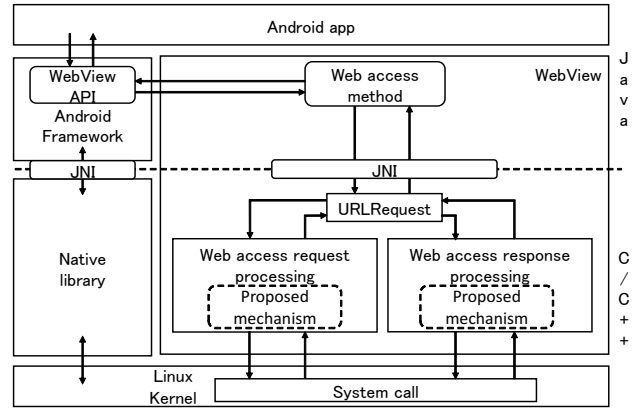 Android app
WebView
API
Android
Framework
Web access
method
WebView
J
a
v
a
JNI
JNI
URLRequest
Native
library
Web access request
processing
Proposed
mechanism
Web access response
processing
Proposed
mechanism
C
/
C
+
+
Linux
Kernel
System call